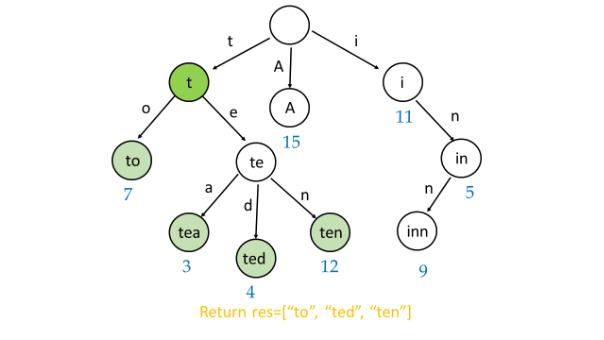 t
i
A
t
A
i
o
e
n
15
11
to
te
in
7
a
d
n
n
5
tea
ted
ten
inn
3
4
12
9
Return res=["to", "ted", "ten"]